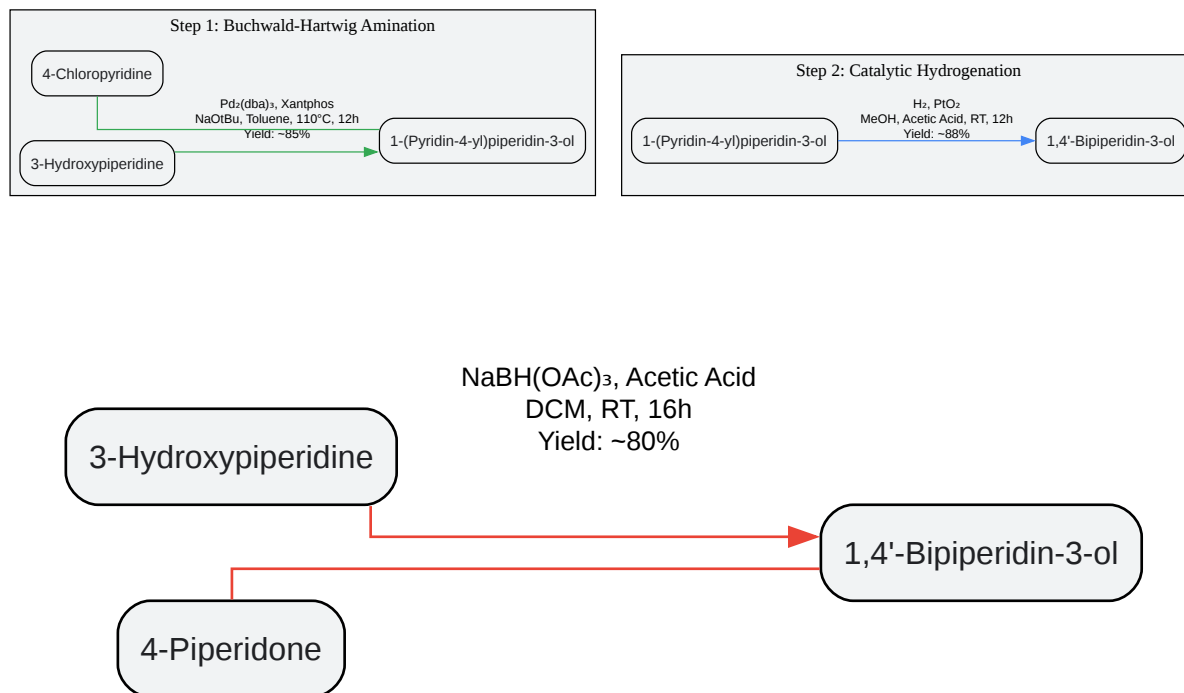 Step 1: Buchwald-Hartwig Amination
4-Chloropyridine
Pd₂(dba)₃, Xantphos
NaOtBu, Toluene, 110°C, 12h
Yield: ~85%
3-Hydroxypiperidine
1-(Pyridin-4-yl)piperidin-3-ol
Step 2: Catalytic Hydrogenation
H₂, PtO₂
MeOH, Acetic Acid, RT, 12h
Yield: ~88%
1-(Pyridin-4-yl)piperidin-3-ol
1,4'-Bipiperidin-3-ol
NaBH(OAc)₃, Acetic Acid
DCM, RT, 16h
Yield: ~80%
3-Hydroxypiperidine
1,4'-Bipiperidin-3-ol
4-Piperidone